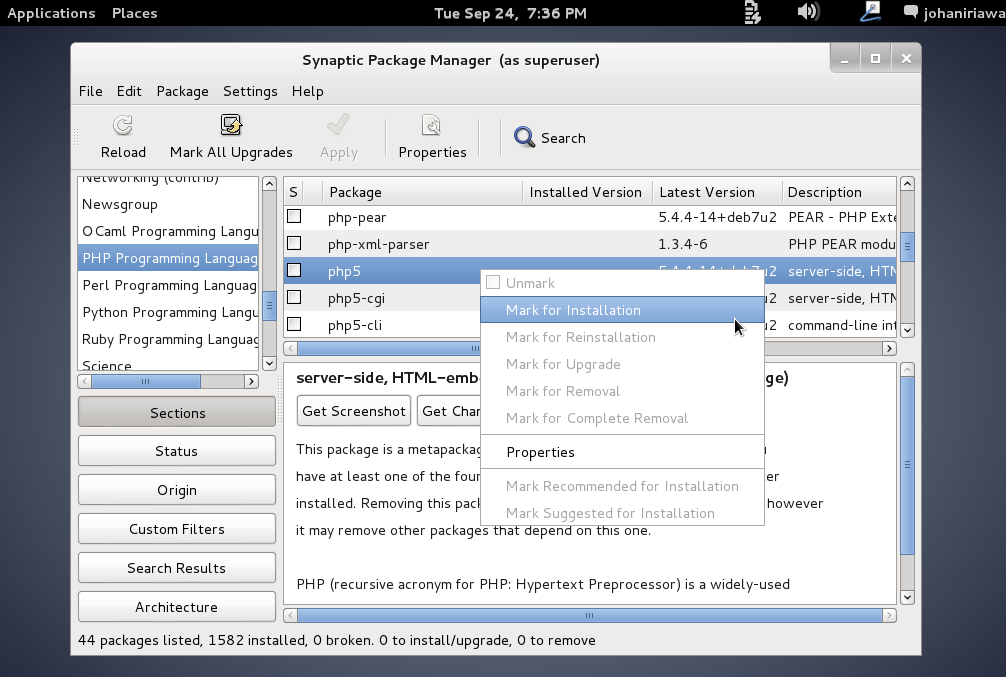 Applications Places Tue Sep 24, 7:36 PM johaniriawa
Synaptic Package Manager (as superuser)
File Edit Package Settings Help
Reload Mark All Upgrades Apply Properties Search
Networking (contrib)
Newsgroup
OCaml Programming Langu
PHP Programming Languag
Perl Programming Languag
Python Programming Langu
Ruby Programming Languag
Science
Sections
Status
Origin
Custom Filters
Search Results
Architecture
S Package Installed Version Latest Version Description
php-pear 5.4.4-14+deb7u2 PEAR - PHP Exte
php-xml-parser 1.3.4-6 PHP PEAR modu
php5 5.4.4-14+deb7u2 server-side, HTM
php5-cgi u2 server-side, HTM
php5-cli u2 command-line int
Unmark
Mark for Installation
Mark for Reinstallation
Mark for Upgrade
Mark for Removal
Mark for Complete Removal
Properties
Mark Recommended for Installation
Mark Suggested for Installation
server-side, HTML-emb ge)
Get Screenshot Get Chan
This package is a metapackag
have at least one of the four er
installed. Removing this pack however
it may remove other packages that depend on this one.
PHP (recursive acronym for PHP: Hypertext Preprocessor) is a widely-used
44 packages listed, 1582 installed, 0 broken. 0 to install/upgrade, 0 to remove